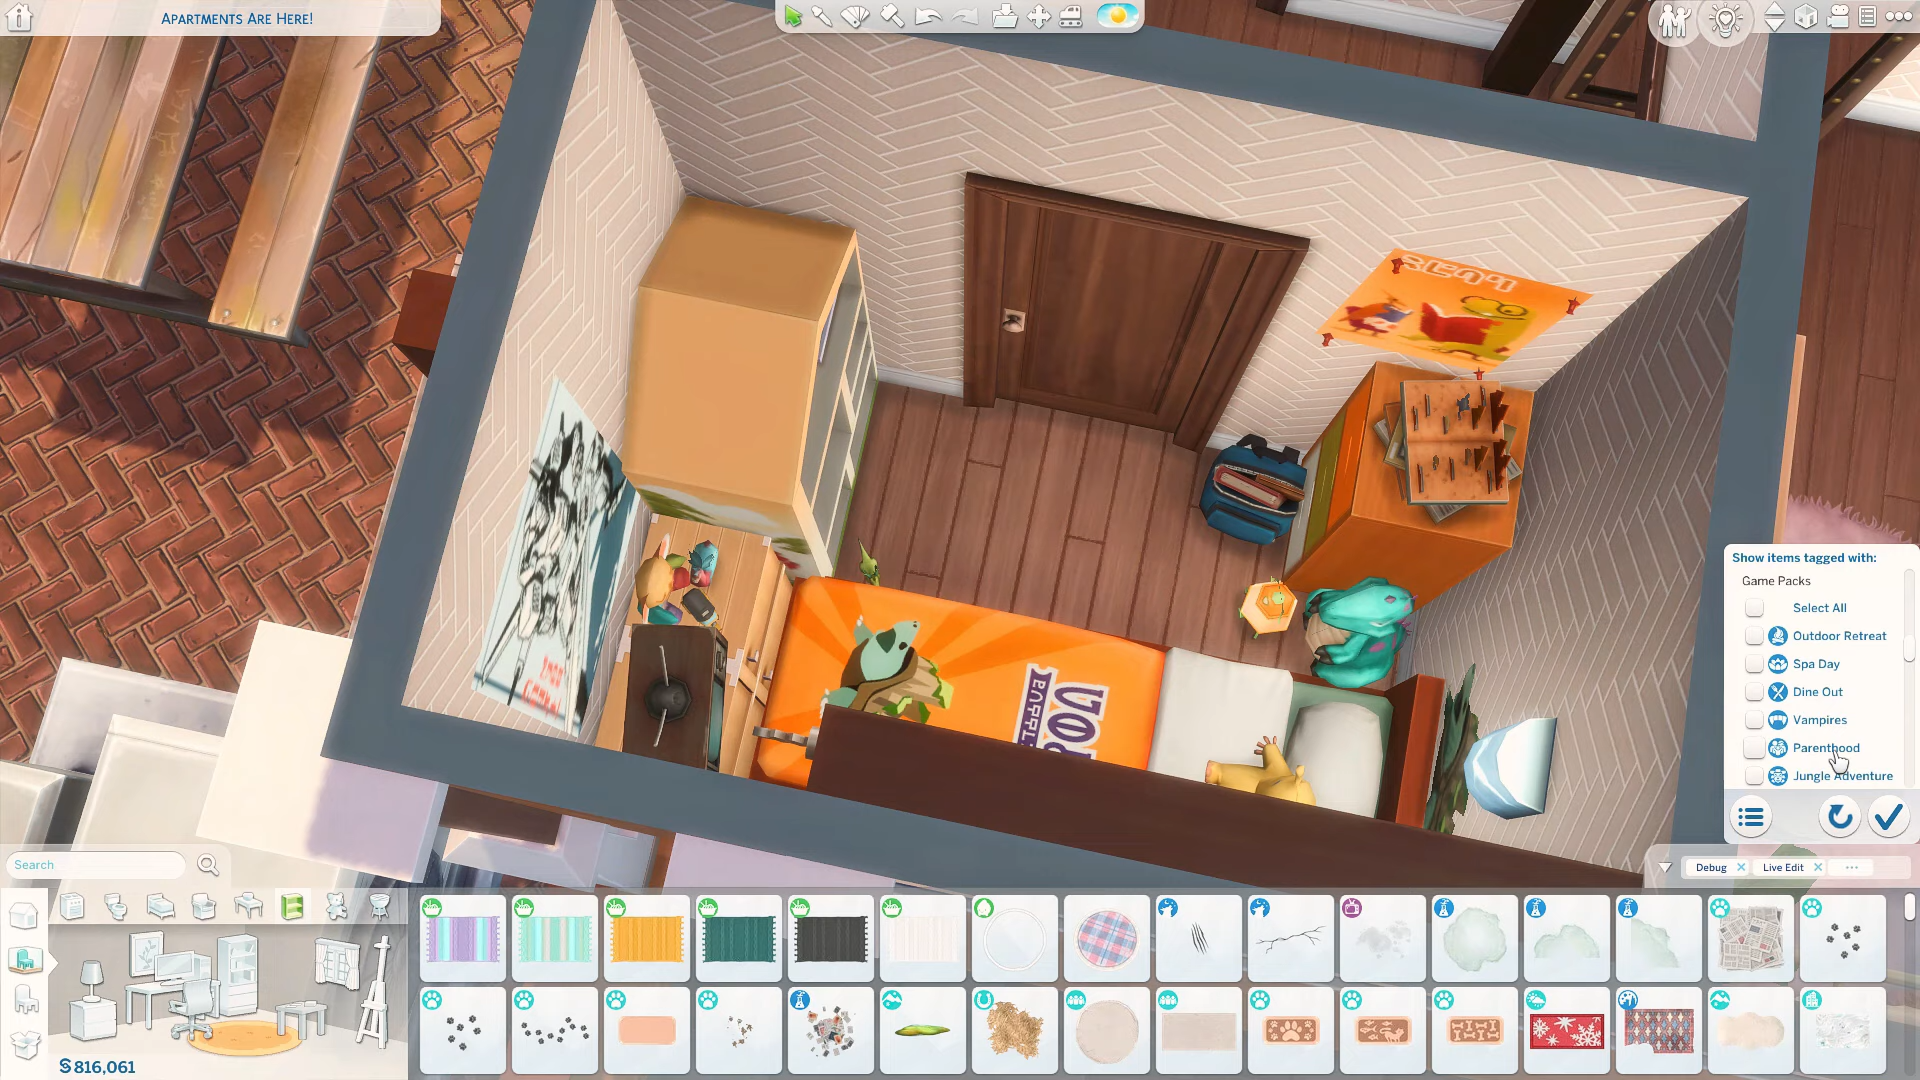 APARTMENTS ARE HERE!
Show items tagged with:
Game Packs
Select All
Outdoor Retreat
Spa Day
Dine Out
Vampires
Parenthood
Jungle Adventure
Search
Debug
Live Edit
816,061